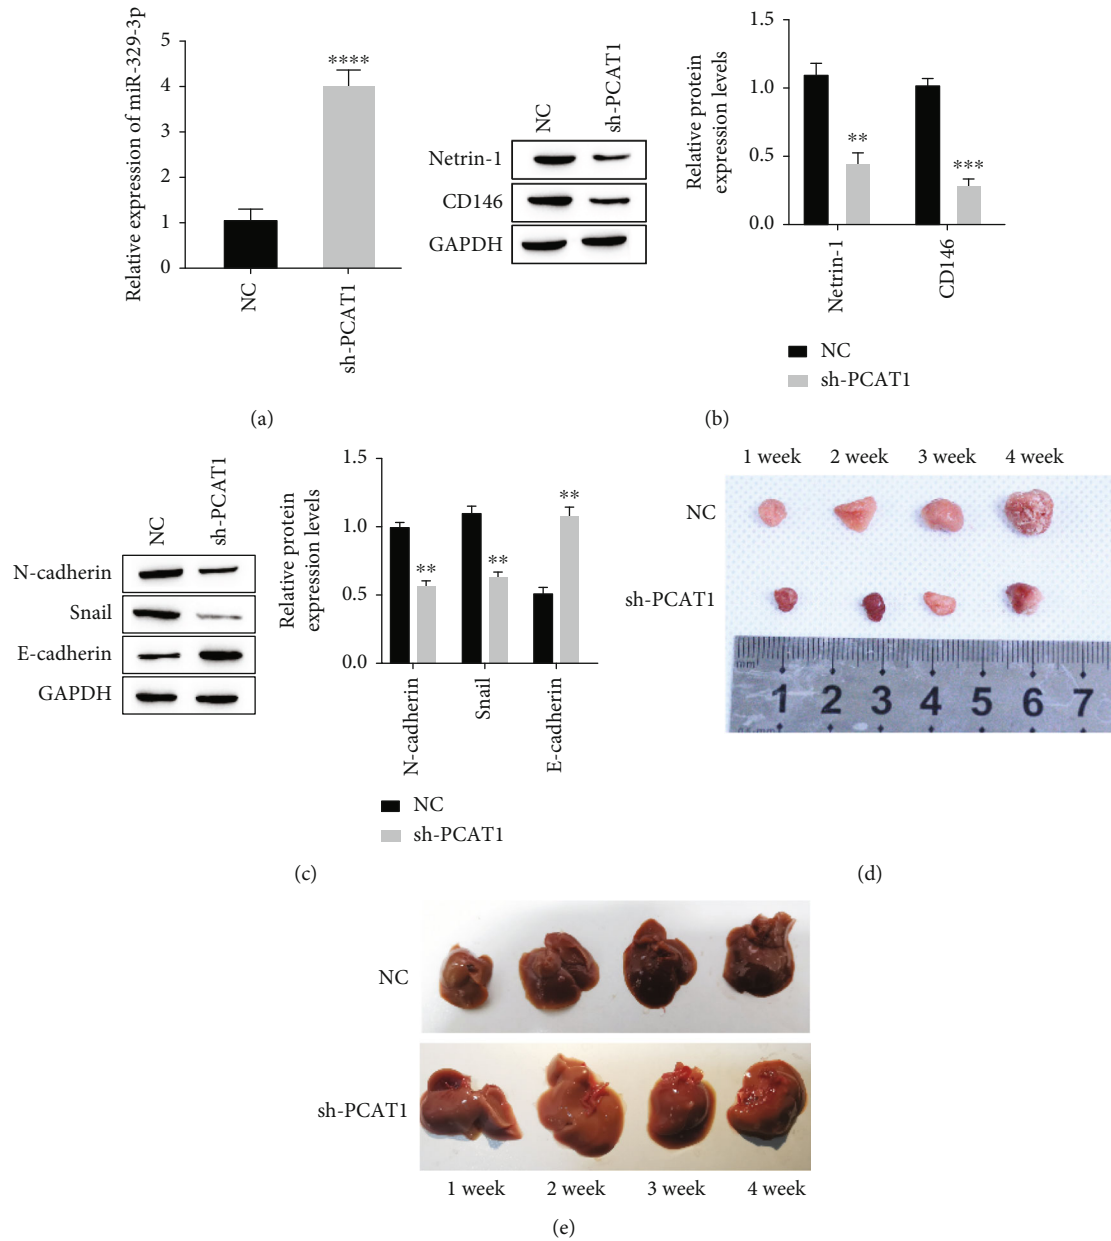 Relative expression of miR-329-3p
5
4
3
2
1
0
****
NC
sh-PCAT1
(a)
NC
sh-PCAT1
Netrin-1
CD146
GAPDH
Relative protein
expression levels
1.5
1.0
0.5
0.0
**
***
Netrin-1
CD146
NC
sh-PCAT1
(b)
NC
sh-PCAT1
N-cadherin
Snail
E-cadherin
GAPDH
Relative protein
expression levels
1.5
1.0
0.5
0.0
**
**
**
N-cadherin
Snail
E-cadherin
NC
sh-PCAT1
(c)
1 week 2 week 3 week 4 week
NC
sh-PCAT1
mm
1 2 3 4 5 6 7
(d)
NC
sh-PCAT1
1 week 2 week 3 week 4 week
(e)